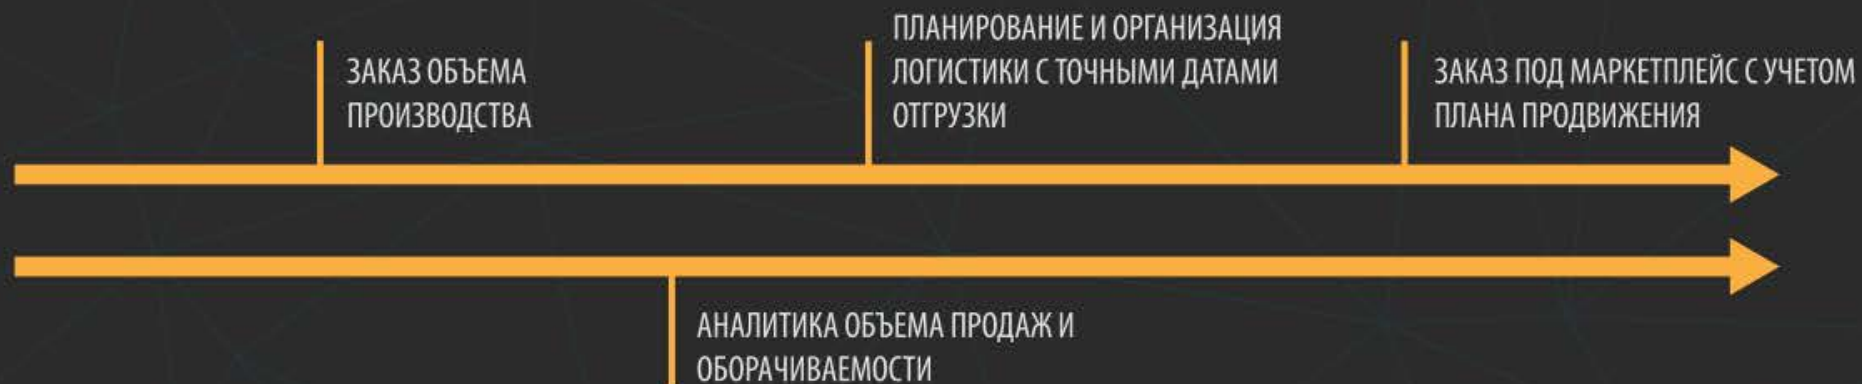 ЗАКАЗ ОБЪЕМА
ПРОИЗВОДСТВА
ПЛАНИРОВАНИЕ И ОРГАНИЗАЦИЯ
ЛОГИСТИКИ С ТОЧНЫМИ ДАТАМИ
ОТГРУЗКИ
ЗАКАЗ ПОД МАРКЕТПЛЕЙС С УЧЕТОМ
ПЛАНА ПРОДВИЖЕНИЯ
АНАЛИТИКА ОБЪЕМА ПРОДАЖ И
ОБОРАЧИВАЕМОСТИ